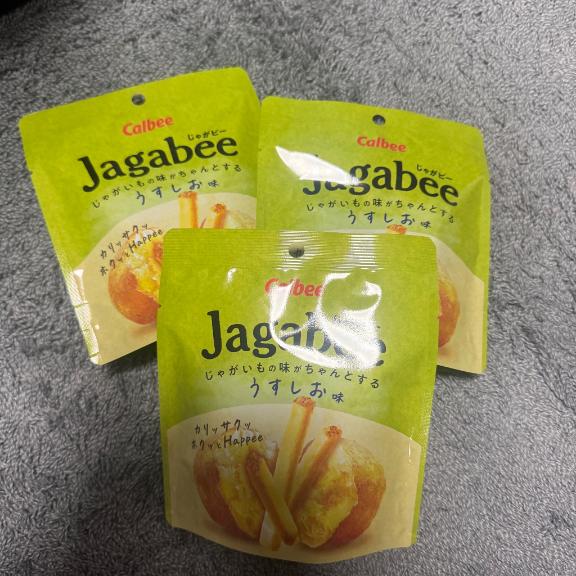 Calbee
じゃがビー
Jagabee
じゃがいもの味がちゃんとする
うすしお味
カリッサクッ
ホクッとHappee
Calbee
じゃがビー
Jagabee
じゃがいもの味がちゃんとする
うすしお味
Calbee
Jagabee
じゃがいもの味がちゃんとする
うすしお味
カリッサクッ
ホクッとHappee